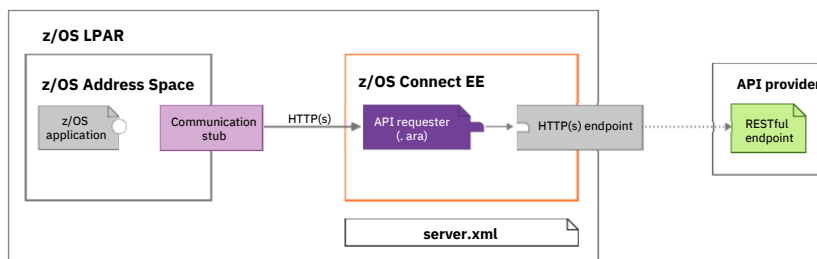 z/OS LPAR
z/OS Address Space
z/OS
application
Communication
stub
HTTP(s)
z/OS Connect EE
API requester
(. ara)
HTTP(s) endpoint
server.xml
API provider
RESTful
endpoint